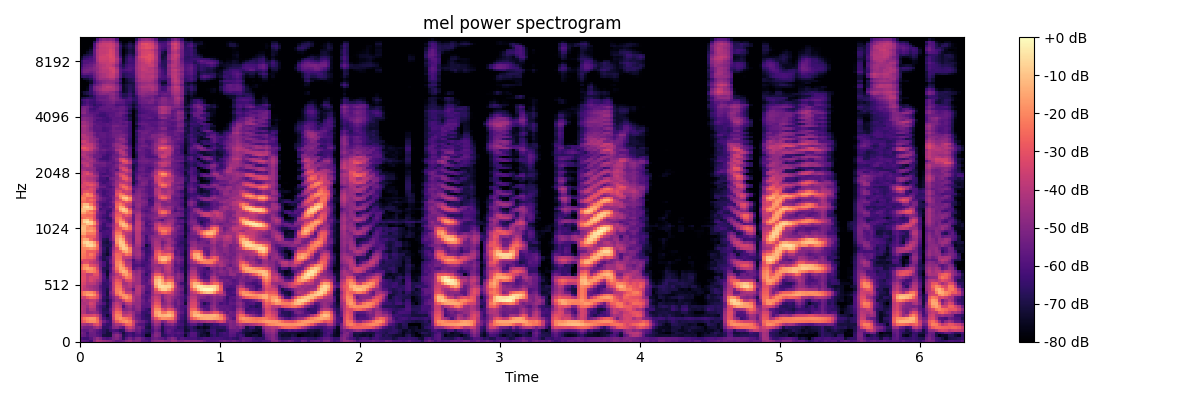 mel power spectrogram
Hz
8192
4096
2048
1024
512
0
0 1 2 3 4 5 6
Time
+0 dB
-10 dB
-20 dB
-30 dB
-40 dB
-50 dB
-60 dB
-70 dB
-80 dB